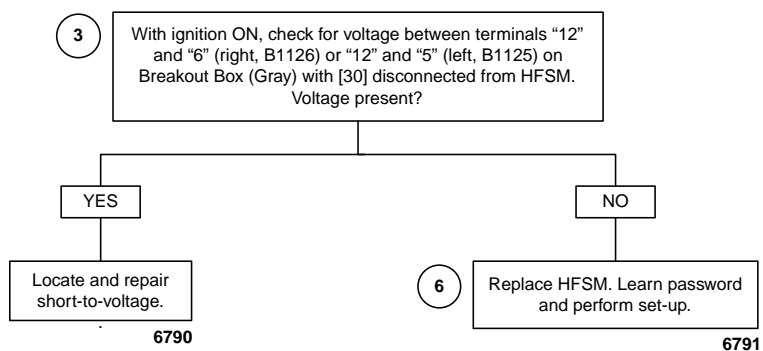 3
With ignition ON, check for voltage between terminals “12”
and “6” (right, B1126) or “12” and “5” (left, B1125) on
Breakout Box (Gray) with [30] disconnected from HFSM.
Voltage present?
YES
NO
Locate and repair
short-to-voltage.
6790
6
Replace HFSM. Learn password
and perform set-up.
6791